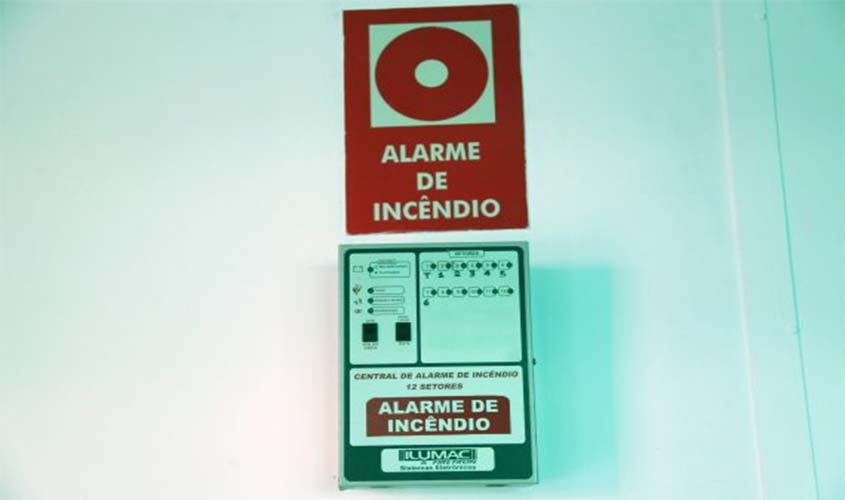 ALARME
DE
INCÊNDIO
SETORES
T 1 2 3 4 5
6
CENTRAL DE ALARME DE INCÊNDIO
12 SETORES
ALARME DE
INCÊNDIO
ILUMAC
Sistemas Eletrônicos